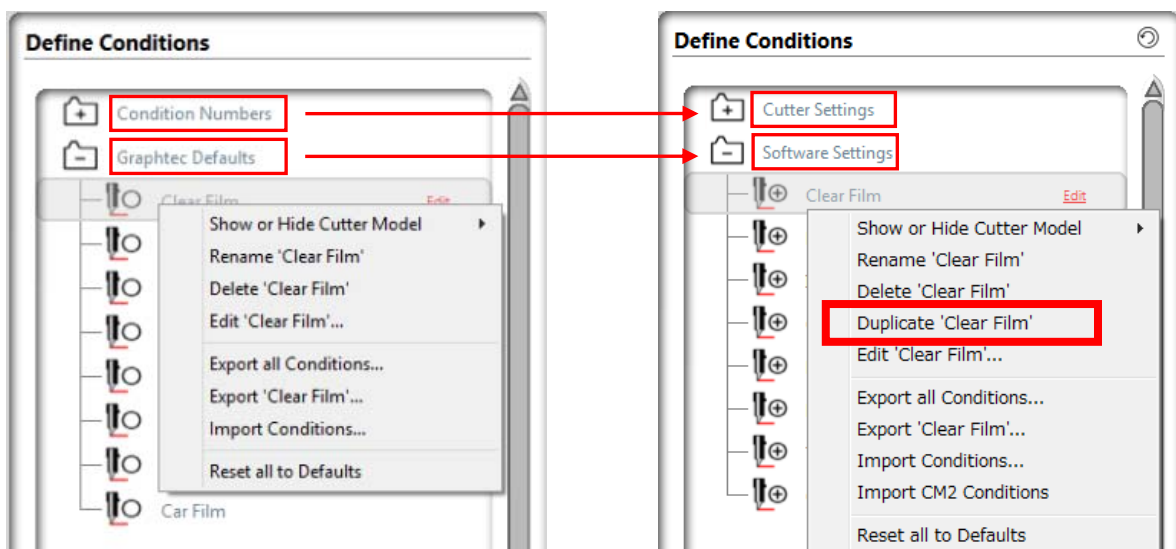 Define Conditions
Condition Numbers
Graphtec Defaults
Clear Film Edit
Show or Hide Cutter Model
Rename 'Clear Film'
Delete 'Clear Film'
Edit 'Clear Film'...
Export all Conditions...
Export 'Clear Film'...
Import Conditions...
Reset all to Defaults
Car Film
Define Conditions
Cutter Settings
Software Settings
Clear Film Edit
Show or Hide Cutter Model
Rename 'Clear Film'
Delete 'Clear Film'
Duplicate 'Clear Film'
Edit 'Clear Film'...
Export all Conditions...
Export 'Clear Film'...
Import Conditions...
Import CM2 Conditions
Reset all to Defaults